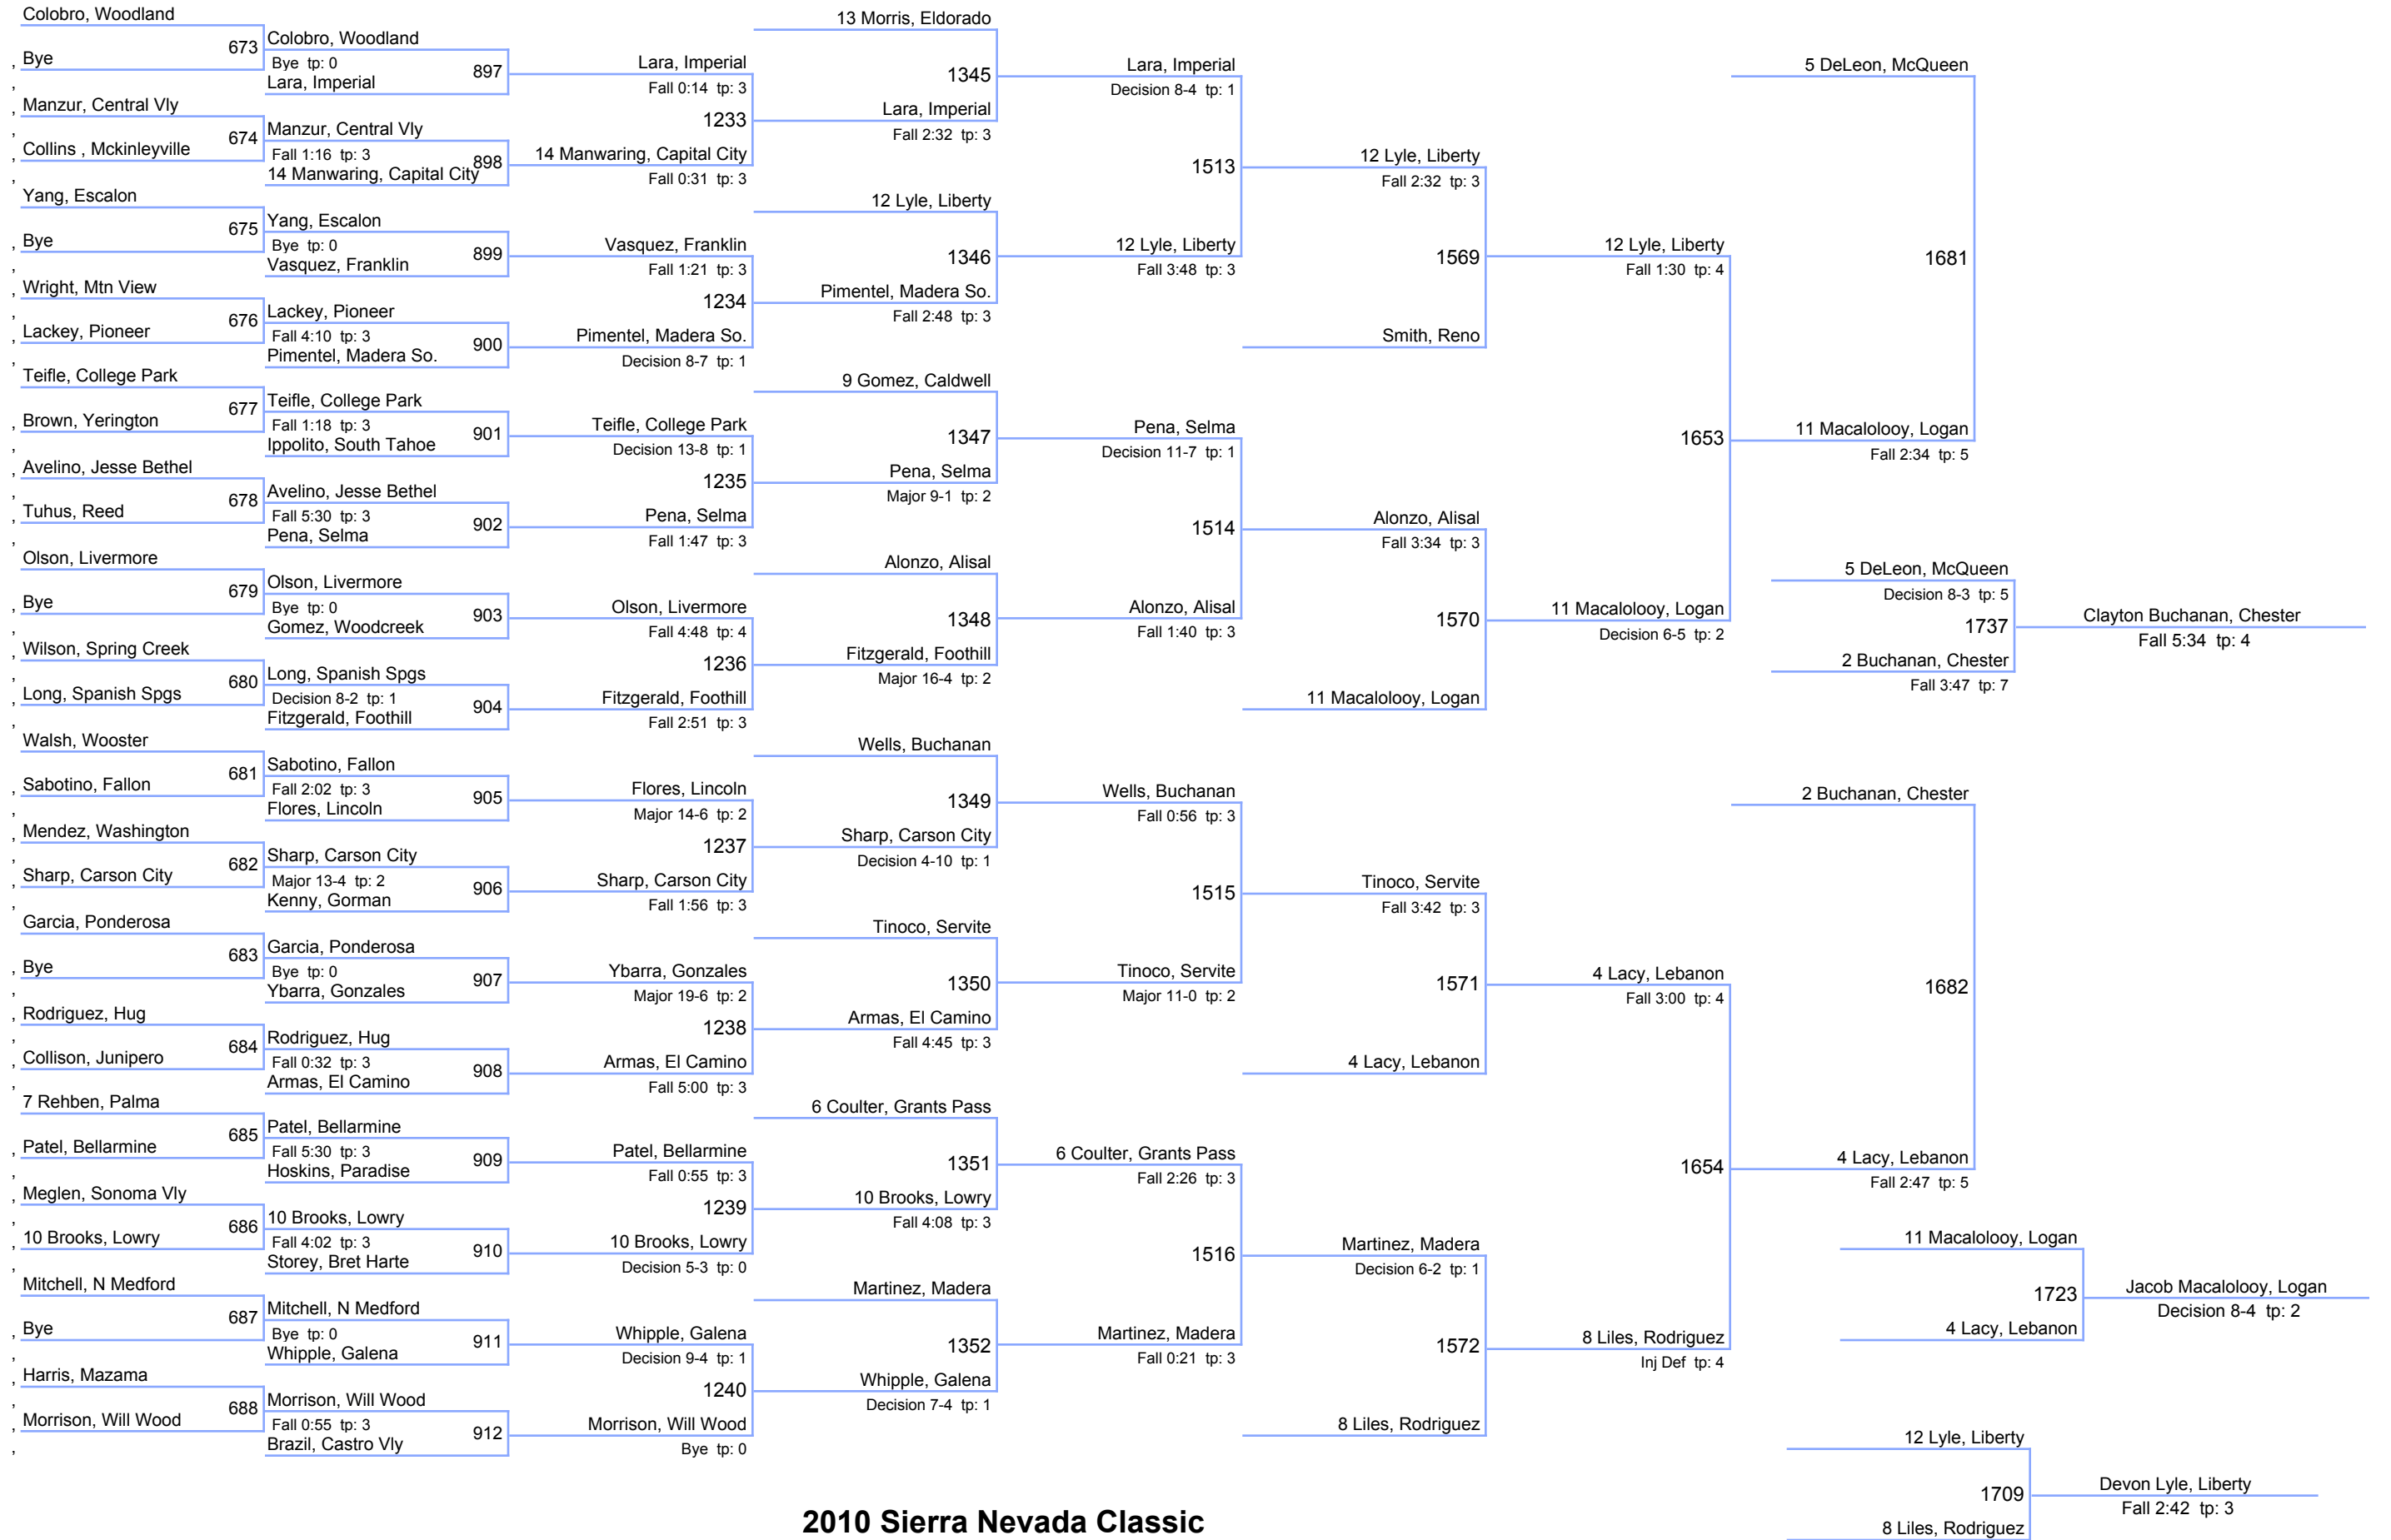 Colobro, Woodland
673
, Bye
,
Colobro, Woodland
Bye tp: 0
Lara, Imperial
897
Manzur, Central Vly
,
674
, Collins , Mckinleyville
,
Manzur, Central Vly
Fall 1:16 tp: 3
14 Manwaring, Capital City
898
Yang, Escalon
675
, Bye
,
Yang, Escalon
Bye tp: 0
Vasquez, Franklin
899
, Wright, Mtn View
,
676
, Lackey, Pioneer
,
Lackey, Pioneer
Fall 4:10 tp: 3
Pimentel, Madera So.
900
Teifle, College Park
677
, Brown, Yerington
,
Teifle, College Park
Fall 1:18 tp: 3
Ippolito, South Tahoe
901
, Avelino, Jesse Bethel
,
678
, Tuhus, Reed
,
Avelino, Jesse Bethel
Fall 5:30 tp: 3
Pena, Selma
902
Olson, Livermore
679
, Bye
,
Olson, Livermore
Bye tp: 0
Gomez, Woodcreek
903
, Wilson, Spring Creek
,
680
, Long, Spanish Spgs
,
Long, Spanish Spgs
Decision 8-2 tp: 1
Fitzgerald, Foothill
904
Walsh, Wooster
681
, Sabotino, Fallon
,
Sabotino, Fallon
Fall 2:02 tp: 3
Flores, Lincoln
905
, Mendez, Washington
,
682
, Sharp, Carson City
,
Sharp, Carson City
Major 13-4 tp: 2
Kenny, Gorman
906
Garcia, Ponderosa
683
, Bye
,
Garcia, Ponderosa
Bye tp: 0
Ybarra, Gonzales
907
, Rodriguez, Hug
,
684
, Collison, Junipero
,
Rodriguez, Hug
Fall 0:32 tp: 3
Armas, El Camino
908
7 Rehben, Palma
685
, Patel, Bellarmine
,
Patel, Bellarmine
Fall 5:30 tp: 3
Hoskins, Paradise
909
, Meglen, Sonoma Vly
,
686
, 10 Brooks, Lowry
,
10 Brooks, Lowry
Fall 4:02 tp: 3
Storey, Bret Harte
910
Mitchell, N Medford
687
, Bye
,
Mitchell, N Medford
Bye tp: 0
Whipple, Galena
911
, Harris, Mazama
,
688
, Morrison, Will Wood
,
Morrison, Will Wood
Fall 0:55 tp: 3
Brazil, Castro Vly
912
Lara, Imperial
Fall 0:14 tp: 3
1233
14 Manwaring, Capital City
Fall 0:31 tp: 3
Vasquez, Franklin
Fall 1:21 tp: 3
1234
Pimentel, Madera So.
Decision 8-7 tp: 1
Teifle, College Park
Decision 13-8 tp: 1
1235
Pena, Selma
Fall 1:47 tp: 3
Olson, Livermore
Fall 4:48 tp: 4
1236
Fitzgerald, Foothill
Fall 2:51 tp: 3
Flores, Lincoln
Major 14-6 tp: 2
1237
Sharp, Carson City
Fall 1:56 tp: 3
Ybarra, Gonzales
Major 19-6 tp: 2
1238
Armas, El Camino
Fall 5:00 tp: 3
Patel, Bellarmine
Fall 0:55 tp: 3
1239
10 Brooks, Lowry
Decision 5-3 tp: 0
Whipple, Galena
Decision 9-4 tp: 1
1240
Morrison, Will Wood
Bye tp: 0
13 Morris, Eldorado
1345
Lara, Imperial
Fall 2:32 tp: 3
12 Lyle, Liberty
1346
Pimentel, Madera So.
Fall 2:48 tp: 3
9 Gomez, Caldwell
1347
Pena, Selma
Major 9-1 tp: 2
Alonzo, Alisal
1348
Fitzgerald, Foothill
Major 16-4 tp: 2
Wells, Buchanan
1349
Sharp, Carson City
Decision 4-10 tp: 1
Tinoco, Servite
1350
Armas, El Camino
Fall 4:45 tp: 3
6 Coulter, Grants Pass
1351
10 Brooks, Lowry
Fall 4:08 tp: 3
Martinez, Madera
1352
Whipple, Galena
Decision 7-4 tp: 1
Lara, Imperial
Decision 8-4 tp: 1
1513
12 Lyle, Liberty
Fall 3:48 tp: 3
Pena, Selma
Decision 11-7 tp: 1
1514
Alonzo, Alisal
Fall 1:40 tp: 3
Wells, Buchanan
Fall 0:56 tp: 3
1515
Tinoco, Servite
Major 11-0 tp: 2
6 Coulter, Grants Pass
Fall 2:26 tp: 3
1516
Martinez, Madera
Fall 0:21 tp: 3
12 Lyle, Liberty
Fall 2:32 tp: 3
1569
Smith, Reno
Alonzo, Alisal
Fall 3:34 tp: 3
1570
11 Macalolooy, Logan
Tinoco, Servite
Fall 3:42 tp: 3
1571
4 Lacy, Lebanon
Martinez, Madera
Decision 6-2 tp: 1
1572
8 Liles, Rodriguez
12 Lyle, Liberty
Fall 1:30 tp: 4
1653
11 Macalolooy, Logan
Decision 6-5 tp: 2
4 Lacy, Lebanon
Fall 3:00 tp: 4
1654
8 Liles, Rodriguez
Inj Def tp: 4
5 DeLeon, McQueen
1681
11 Macalolooy, Logan
Fall 2:34 tp: 5
2 Buchanan, Chester
1682
4 Lacy, Lebanon
Fall 2:47 tp: 5
5 DeLeon, McQueen
Decision 8-3 tp: 5
1737
2 Buchanan, Chester
Fall 3:47 tp: 7
Clayton Buchanan, Chester
Fall 5:34 tp: 4
11 Macalolooy, Logan
1723
4 Lacy, Lebanon
Jacob Macalolooy, Logan
Decision 8-4 tp: 2
12 Lyle, Liberty
1709
8 Liles, Rodriguez
Devon Lyle, Liberty
Fall 2:42 tp: 3
2010 Sierra Nevada Classic